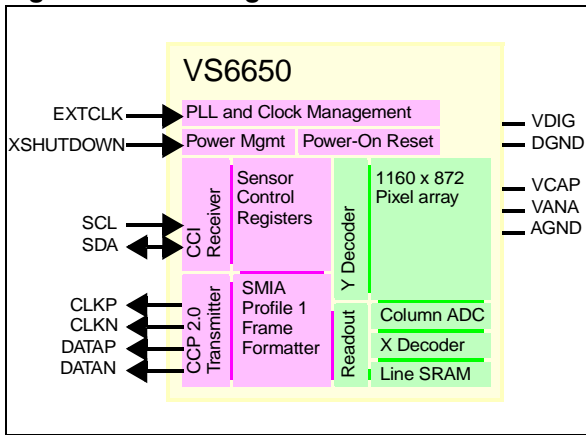 VS6650
EXTCLK
PLL and Clock Management
VDIG
XSHUTDOWN
Power Mgmt
Power-On Reset
DGND
CCI
Receiver
Sensor
Control
Registers
Y Decoder
1160 x 872
Pixel array
VCAP
VANA
AGND
SCL
SDA
CLKP
CLKN
DATAP
DATAN
CCP 2.0
Transmitter
SMIA
Profile 1
Frame
Formatter
Readout
Column ADC
X Decoder
Line SRAM